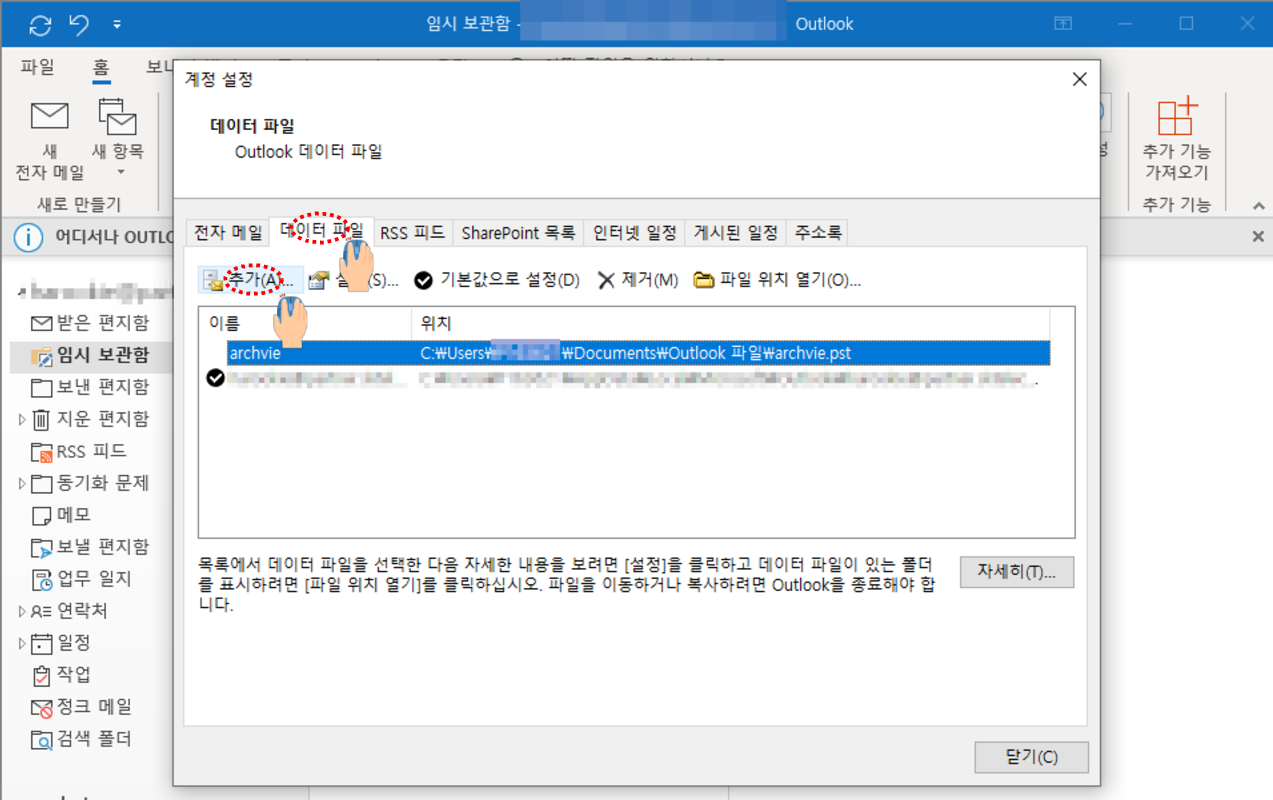 임시 보관함 -
Outlook
파일
홈
새
전자 메일
새 항목
새로 만들기
추가 기능
가져오기
추가 기능
어디서나 OUTLO
받은 편지함
임시 보관함
보낸 편지함
지운 편지함
RSS 피드
동기화 문제
메모
보낼 편지함
업무 일지
연락처
일정
작업
정크 메일
검색 폴더
계정 설정
데이터 파일
Outlook 데이터 파일
전자 메일 데이터 파일 RSS 피드 SharePoint 목록 인터넷 일정 게시된 일정 주소록
추가(A)... (S)... 기본값으로 설정(D) 제거(M) 파일 위치 열기(O)...
이름 위치
archvie C:₩Users₩ ₩Documents₩Outlook 파일₩archvie.pst
목록에서 데이터 파일을 선택한 다음 자세한 내용을 보려면 [설정]을 클릭하고 데이터 파일이 있는 폴더
를 표시하려면 [파일 위치 열기]를 클릭하십시오. 파일을 이동하거나 복사하려면 Outlook을 종료해야 합
니다.
자세히(T)...
닫기(C)